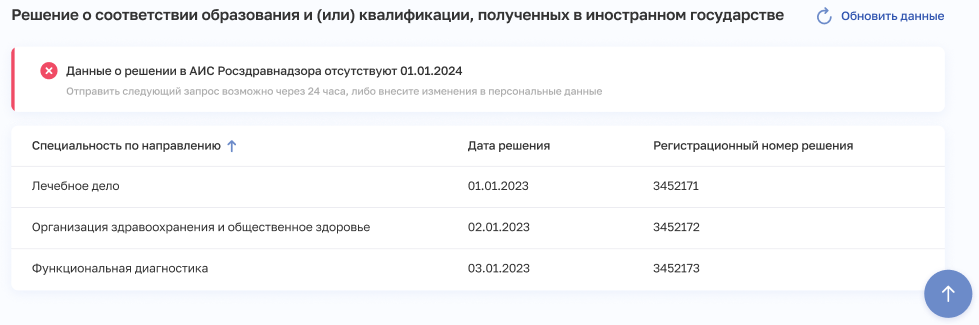 Решение о соответствии образования и (или) квалификации, полученных в иностранном государстве Обновить данные
Данные о решении в АИС Росздравнадзора отсутствуют 01.01.2024
Отправить следующий запрос возможно через 24 часа, либо внесите изменения в персональные данные
Специальность по направлению Дата решения Регистрационный номер решения
Лечебное дело 01.01.2023 3452171
Организация здравоохранения и общественное здоровье 02.01.2023 3452172
Функциональная диагностика 03.01.2023 3452173